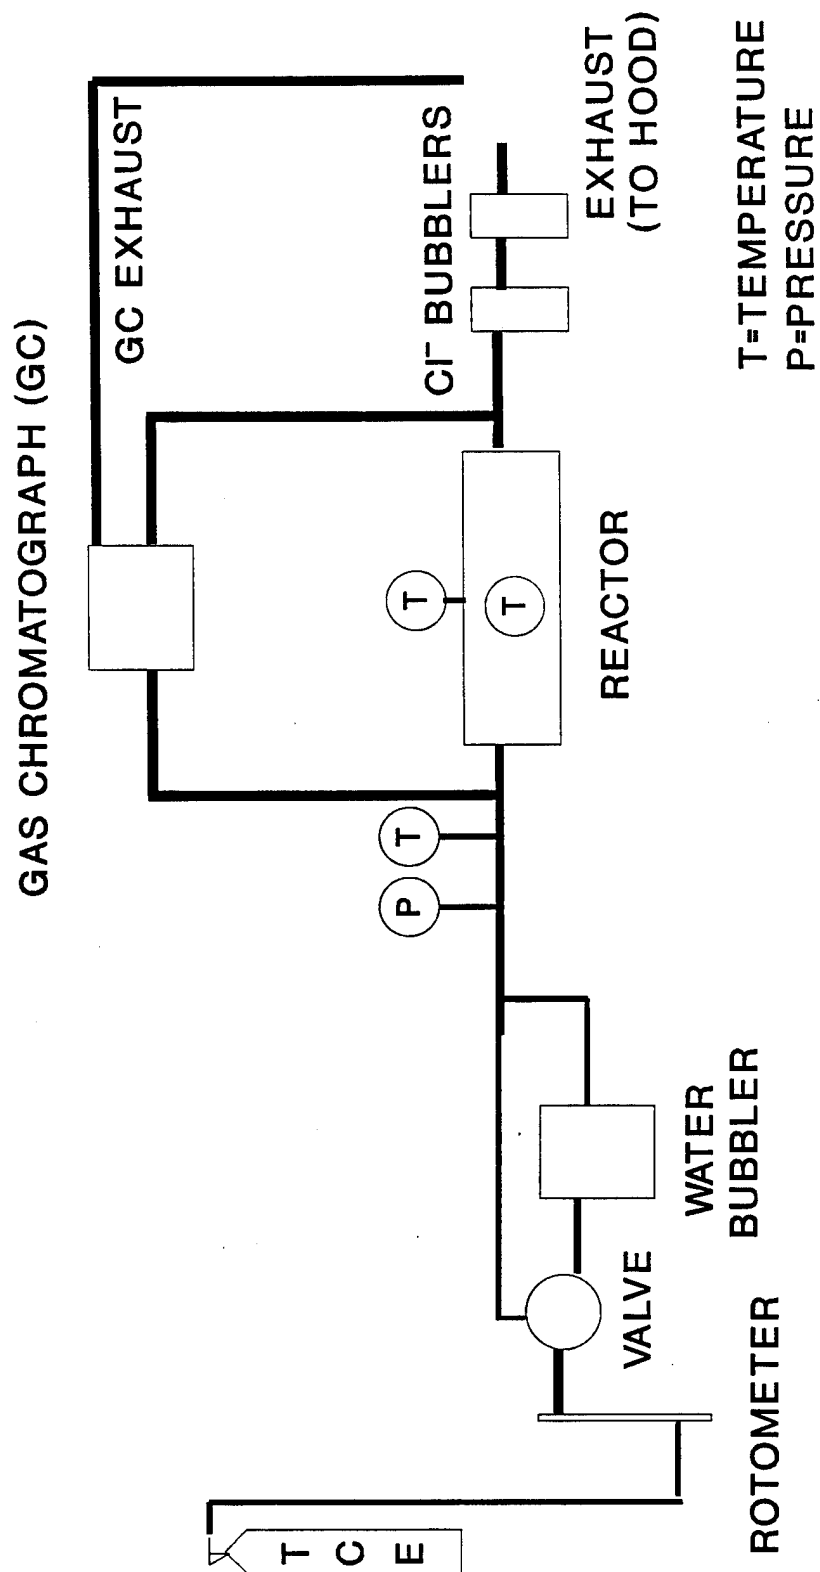 GAS CHROMATOGRAPH (GC)
GC EXHAUST
Cl⁻ BUBBLERS
EXHAUST
(TO HOOD)
T
T
REACTOR
P
T
WATER
BUBBLER
VALVE
ROTOMETER
T
C
E
T=TEMPERATURE
P=PRESSURE